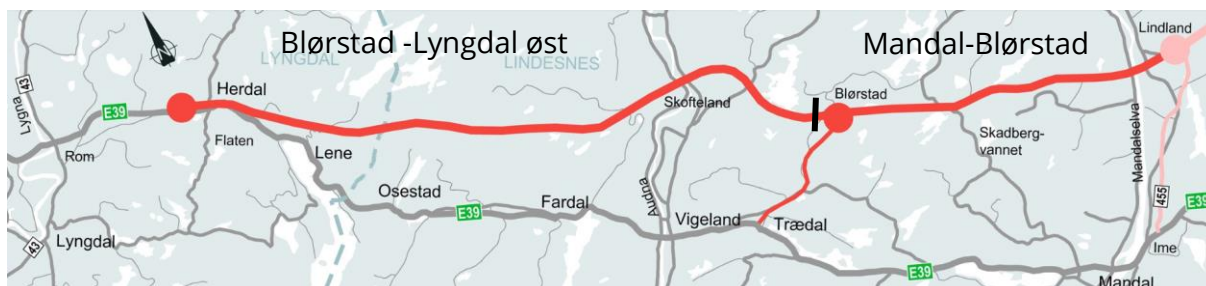 Blørstad -Lyngdal øst
Mandal-Blørstad
Lindland
LYNGDAL
LINDESNES
43
Lygna
Herdal
E39
Rom
Flaten
Lene
Skofteland
Blørstad
Skadberg-
vannet
Mandalselva
Osestad
E39
Fardal
Audna
Vigeland
Trædal
455
E39
43
Lyngdal
Ime
E39
Mandal